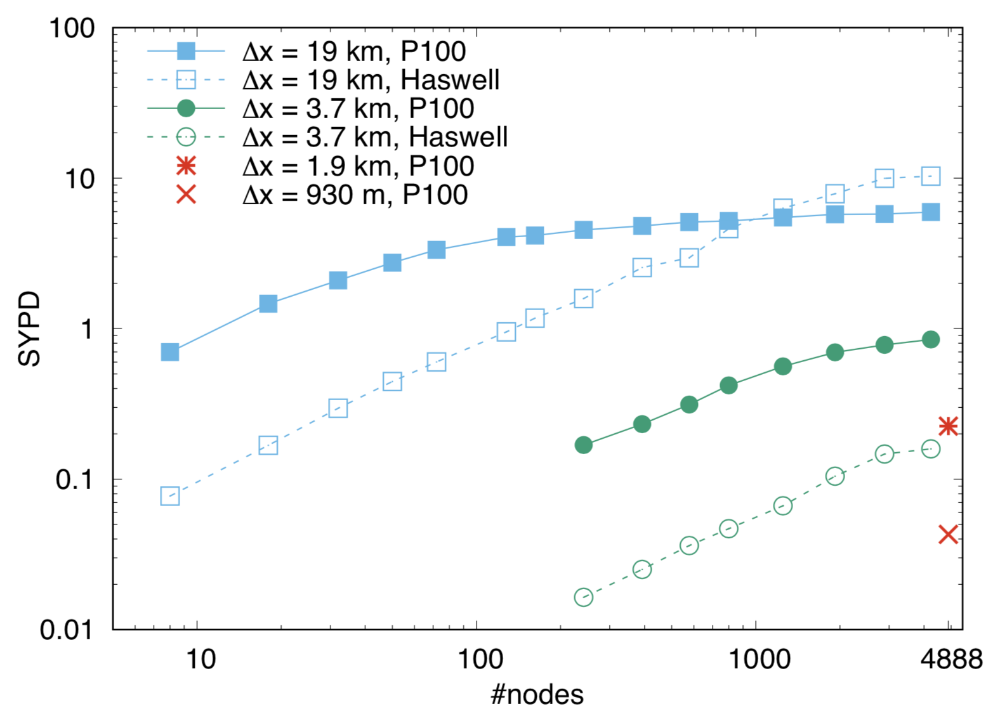 100
Δx = 19 km, P100
Δx = 19 km, Haswell
Δx = 3.7 km, P100
Δx = 3.7 km, Haswell
Δx = 1.9 km, P100
Δx = 930 m, P100
10
SYPD
1
0.1
0.01
10 100 1000 4888
#nodes